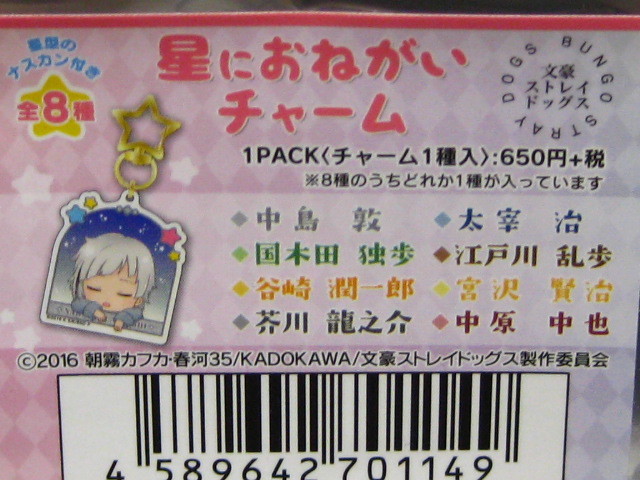 星座の
ナスカン付き
全8種
星におねがい
チャーム
BUNGO STRAY DOGS
文豪
ストレイ
ドッグス
1PACK〈チャーム1種入〉:650円+税
※8種のうちどれか1種が入っています
◆中島 敦 ◆太宰 治
◆国木田 独歩 ◆江戸川 乱歩
◆谷崎 潤一郎 ◆宮沢 賢治
◆芥川 龍之介 ◆中原 中也
©2016 朝霧カフカ・春河35/KADOKAWA/文豪ストレイドッグス製作委員会
4 589642 701149